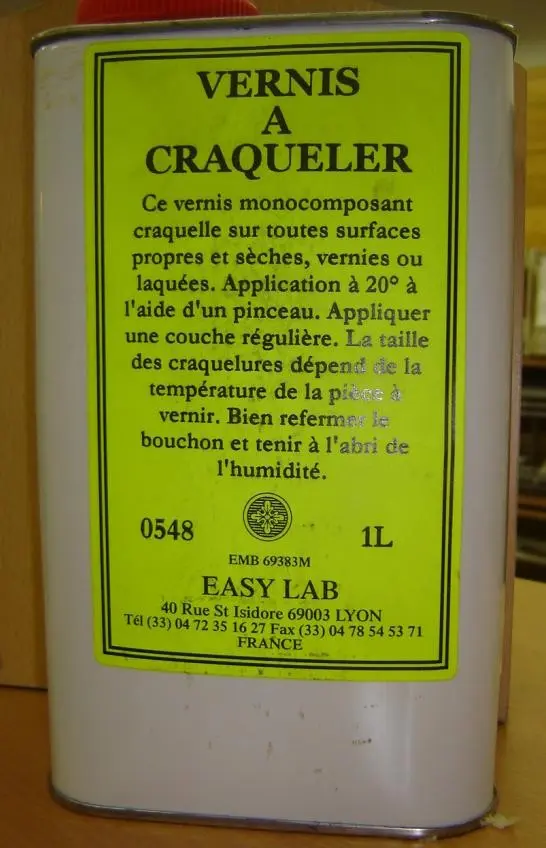 VERNIS
A
CRAQUELER
Ce vernis monocomposant
craquelle sur toutes surfaces
propres et sèches, vernies ou
laquées. Application à 20° à
l'aide d'un pinceau. Appliquer
une couche régulière. La taille
des craquelures dépend de la
température de la pièce à
vernir. Bien refermer le
bouchon et tenir à l'abri de
l'humidité.
0548 1L
EMB 69383M
EASY LAB
40 Rue St Isidore 69003 LYON
Tél (33) 04 72 35 16 27 Fax (33) 04 78 54 53 71
FRANCE